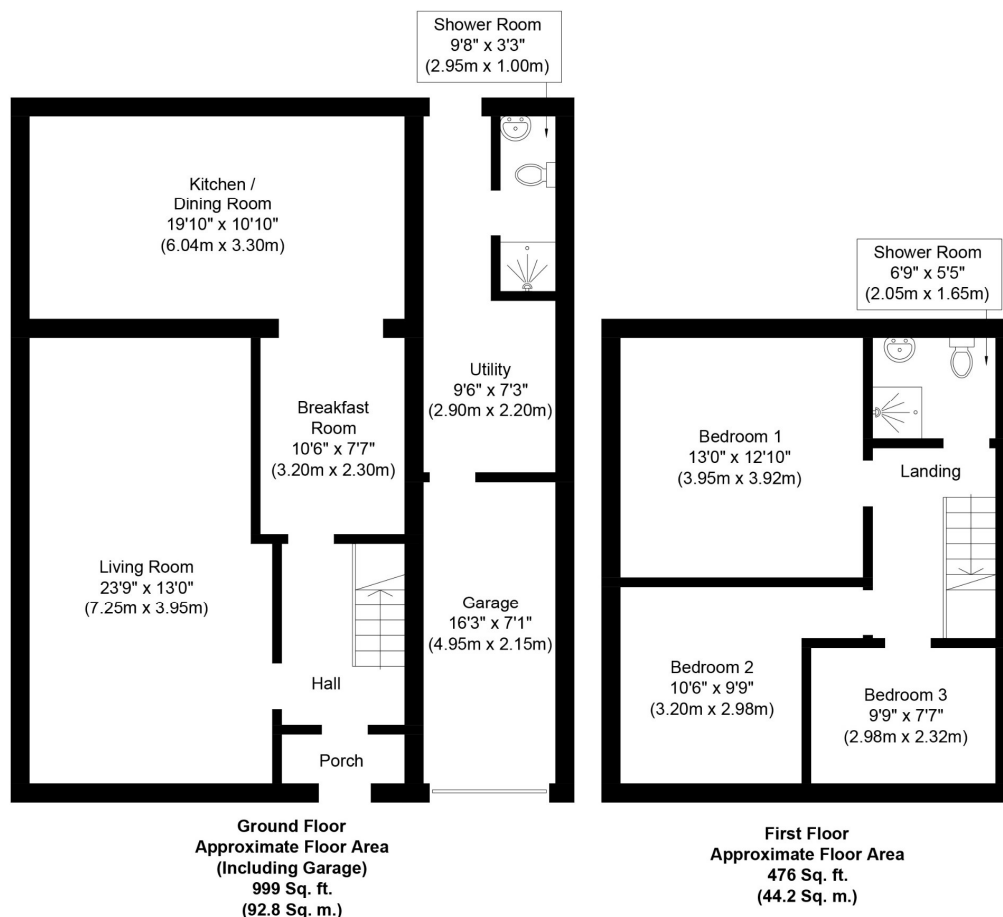 Shower Room
9'8" x 3'3"
(2.95m x 1.00m)
Kitchen /
Dining Room
19'10" x 10'10"
(6.04m x 3.30m)
Utility
9'6" x 7'3"
(2.90m x 2.20m)
Breakfast
Room
10'6" x 7'7"
(3.20m x 2.30m)
Living Room
23'9" x 13'0"
(7.25m x 3.95m)
Garage
16'3" x 7'1"
(4.95m x 2.15m)
Hall
Porch
Ground Floor
Approximate Floor Area
(Including Garage)
999 Sq. ft.
(92.8 Sq. m.)
Shower Room
6'9" x 5'5"
(2.05m x 1.65m)
Bedroom 1
13'0" x 12'10"
(3.95m x 3.92m)
Landing
Bedroom 2
10'6" x 9'9"
(3.20m x 2.98m)
Bedroom 3
9'9" x 7'7"
(2.98m x 2.32m)
First Floor
Approximate Floor Area
476 Sq. ft.
(44.2 Sq. m.)